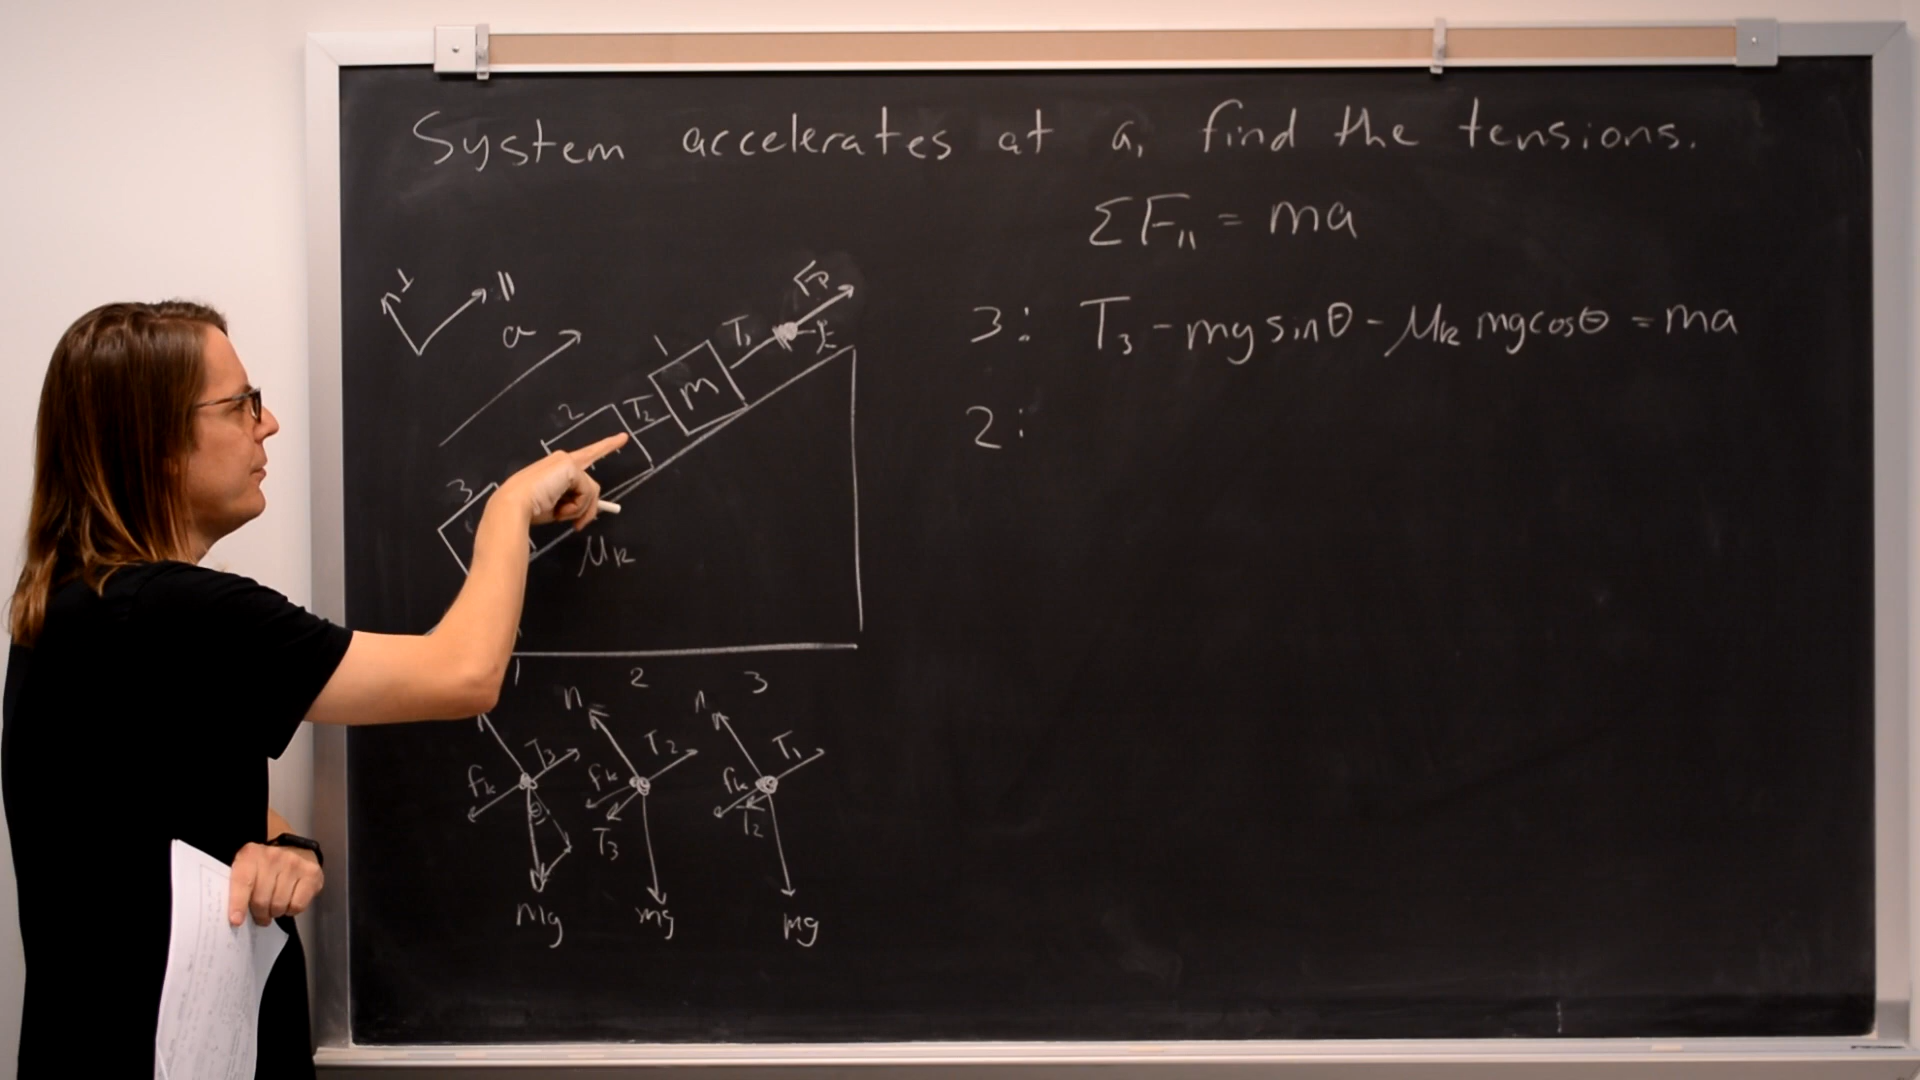 System accelerates at a, find the tensions.
ΣF∥ = ma
3: T₃ - mg sinθ - μₖ mg cosθ = ma
2:
⊥ ∥
a
Fₚ
T₁
1
m
T₂
2
3
μₖ
1 2 3
n n
T₃ T₂ T₁
fₖ fₖ fₖ
θ T₃ T₂
mg mg mg